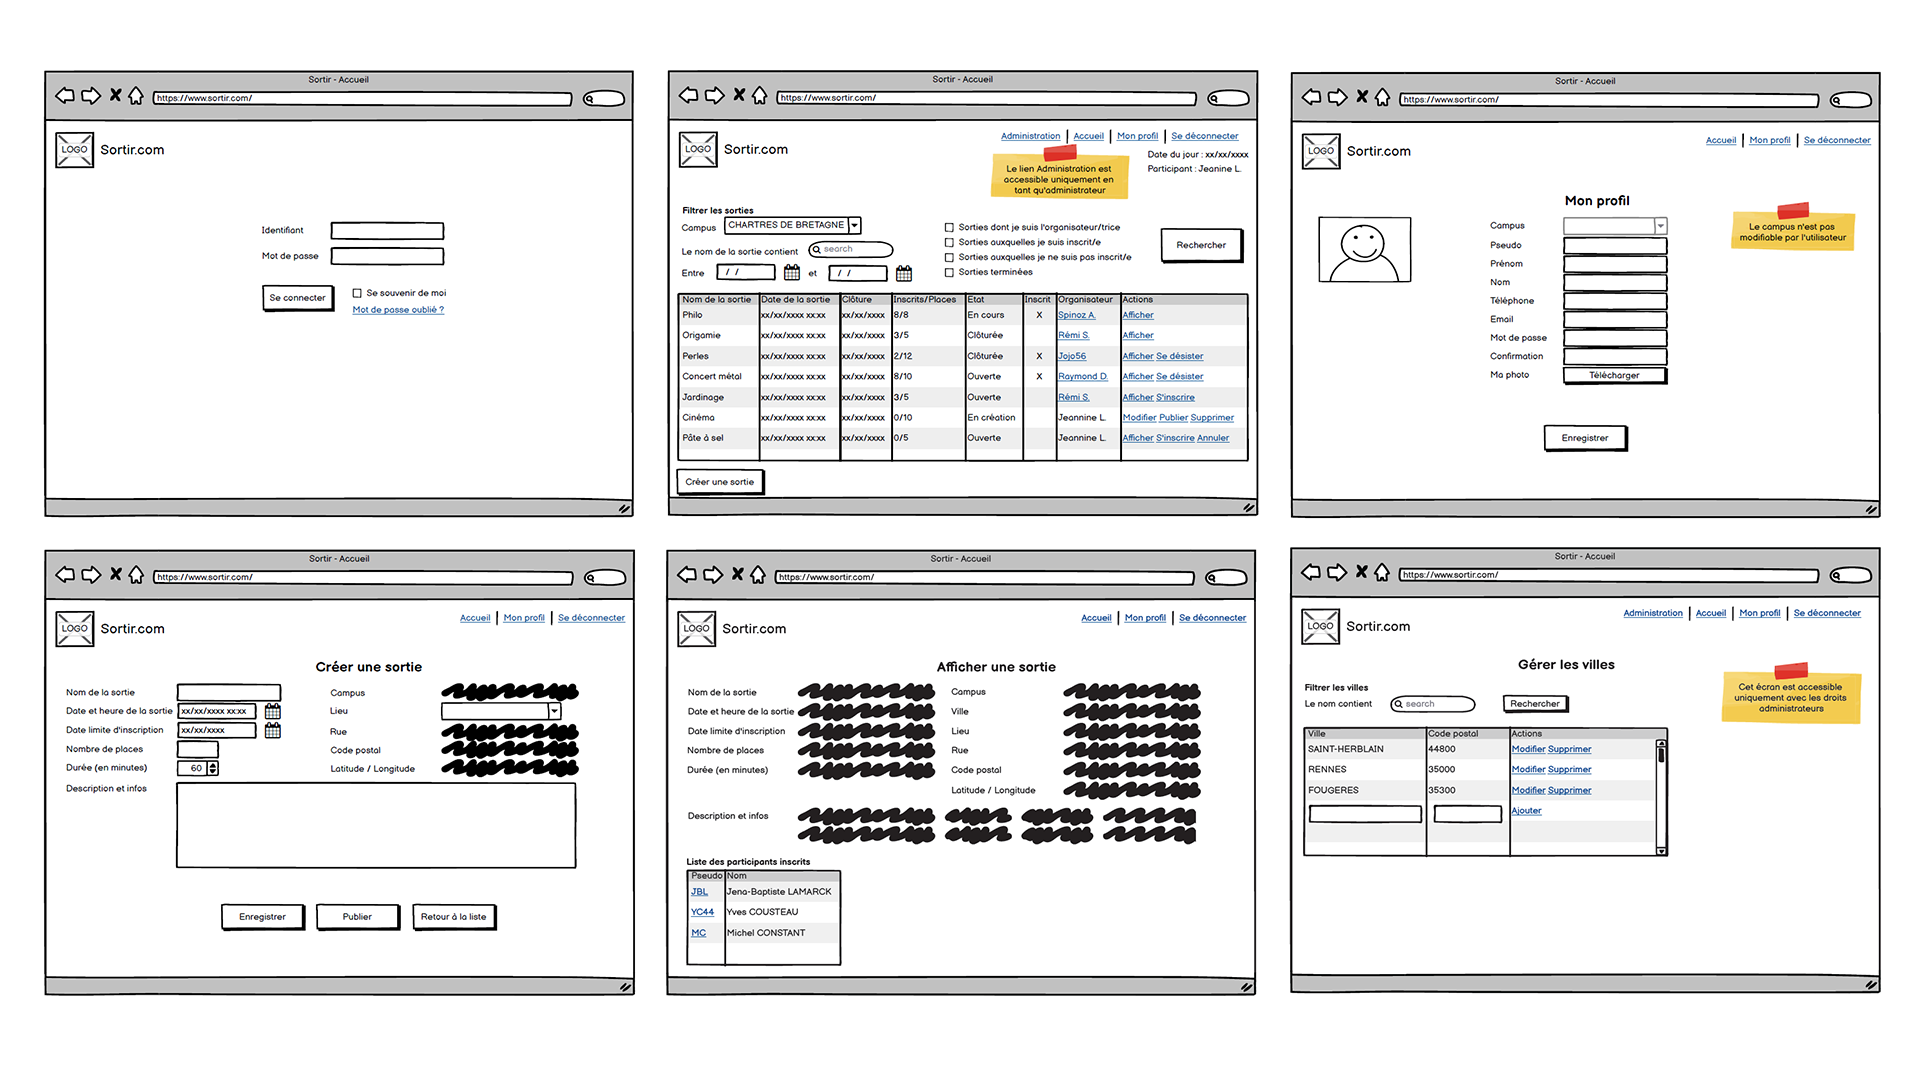 Sortir - Accueil
https://www.sortir.com/
LOGO
Sortir.com
Identifiant
Mot de passe
Se connecter
Se souvenir de moi
Mot de passe oublié ?
Sortir - Accueil
https://www.sortir.com/
LOGO
Sortir.com
Administration | Accueil | Mon profil | Se déconnecter
Le lien Administration est
accessible uniquement en
tant qu'administrateur
Date du jour : xx/xx/xxxx
Participant : Jeanine L.
Filtrer les sorties
Campus CHARTRES DE BRETAGNE
Le nom de la sortie contient search
Entre / / et / /
Sorties dont je suis l'organisateur/trice
Sorties auxquelles je suis inscrit/e
Sorties auxquelles je ne suis pas inscrit/e
Sorties terminées
Rechercher
Nom de la sortie Date de la sortie Clôture Inscrits/Places Etat Inscrit Organisateur Actions
Philo xx/xx/xxxx xx:xx xx/xx/xxxx 8/8 En cours X Spinoz A. Afficher
Origamie xx/xx/xxxx xx:xx xx/xx/xxxx 3/5 Clôturée Rémi S. Afficher
Perles xx/xx/xxxx xx:xx xx/xx/xxxx 2/12 Clôturée X Jojo56 Afficher Se désister
Concert métal xx/xx/xxxx xx:xx xx/xx/xxxx 8/10 Ouverte X Raymond D. Afficher Se désister
Jardinage xx/xx/xxxx xx:xx xx/xx/xxxx 3/5 Ouverte Rémi S. Afficher S'inscrire
Cinéma xx/xx/xxxx xx:xx xx/xx/xxxx 0/10 En création Jeannine L. Modifier Publier Supprimer
Pâte à sel xx/xx/xxxx xx:xx xx/xx/xxxx 0/5 Ouverte Jeannine L. Afficher S'inscrire Annuler
Créer une sortie
Sortir - Accueil
https://www.sortir.com/
LOGO
Sortir.com
Accueil | Mon profil | Se déconnecter
Mon profil
Le campus n'est pas
modifiable par l'utilisateur
Campus
Pseudo
Prénom
Nom
Téléphone
Email
Mot de passe
Confirmation
Ma photo Télécharger
Enregistrer
Sortir - Accueil
https://www.sortir.com/
LOGO
Sortir.com
Accueil | Mon profil | Se déconnecter
Créer une sortie
Nom de la sortie
Date et heure de la sortie xx/xx/xxxx xx:xx
Date limite d'inscription xx/xx/xxxx
Nombre de places
Durée (en minutes) 60
Description et infos
Campus
Lieu
Rue
Code postal
Latitude / Longitude
Enregistrer
Publier
Retour à la liste
Sortir - Accueil
https://www.sortir.com/
LOGO
Sortir.com
Accueil | Mon profil | Se déconnecter
Afficher une sortie
Nom de la sortie
Date et heure de la sortie
Date limite d'inscription
Nombre de places
Durée (en minutes)
Campus
Ville
Lieu
Rue
Code postal
Latitude / Longitude
Description et infos
Liste des participants inscrits
Pseudo Nom
JBL Jena-Baptiste LAMARCK
YC44 Yves COUSTEAU
MC Michel CONSTANT
Sortir - Accueil
https://www.sortir.com/
LOGO
Sortir.com
Administration | Accueil | Mon profil | Se déconnecter
Gérer les villes
Cet écran est accessible
uniquement avec les droits
administrateurs
Filtrer les villes
Le nom contient search Rechercher
Ville Code postal Actions
SAINT-HERBLAIN 44800 Modifier Supprimer
RENNES 35000 Modifier Supprimer
FOUGERES 35300 Modifier Supprimer
Ajouter